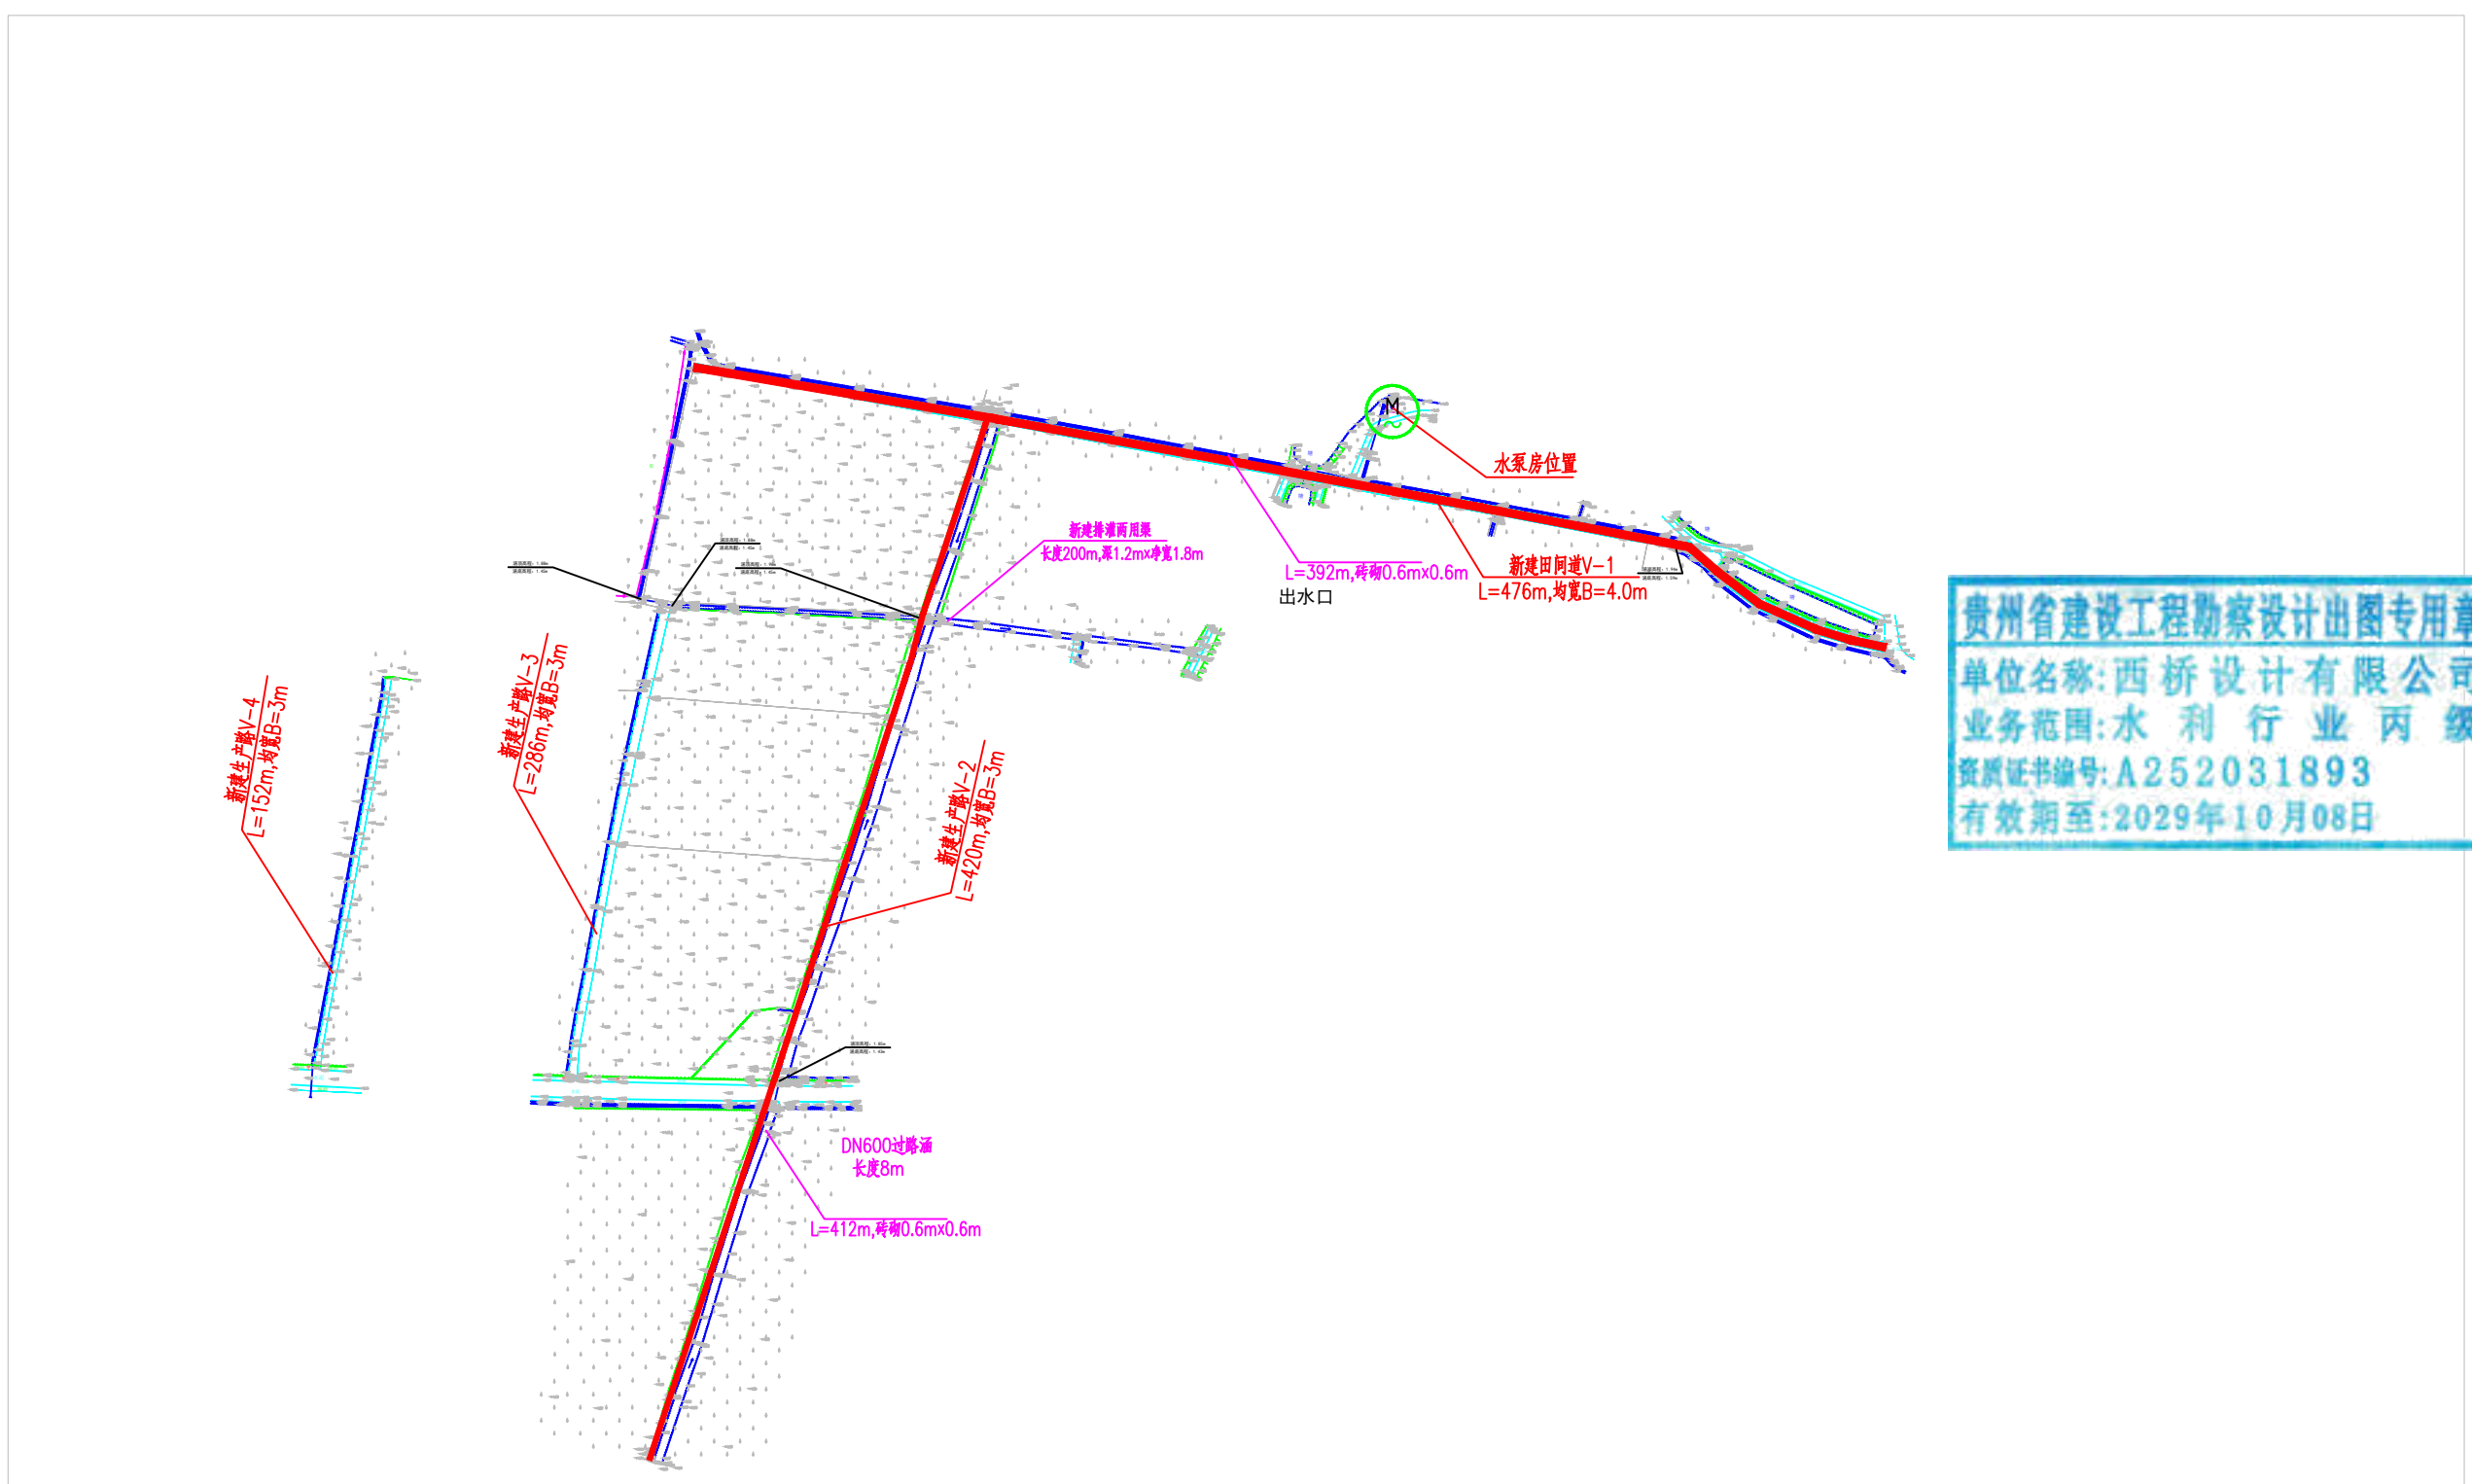 M
水泵房位置
新建排灌两用渠
长度200m,深1.2m×净宽1.8m
L=392m,砖砌0.6m×0.6m
出水口
新建田间道V-1
L=476m,均宽B=4.0m
新建生产路V-4
L=152m,均宽B=3m
新建生产路V-3
L=286m,均宽B=3m
新建生产路V-2
L=420m,均宽B=3m
DN600过路涵
长度8m
L=412m,砖砌0.6m×0.6m
贵州省建设工程勘察设计出图专用章
单位名称:西桥设计有限公司
业务范围:水利行业丙级
资质证书编号:A252031893
有效期至:2029年10月08日